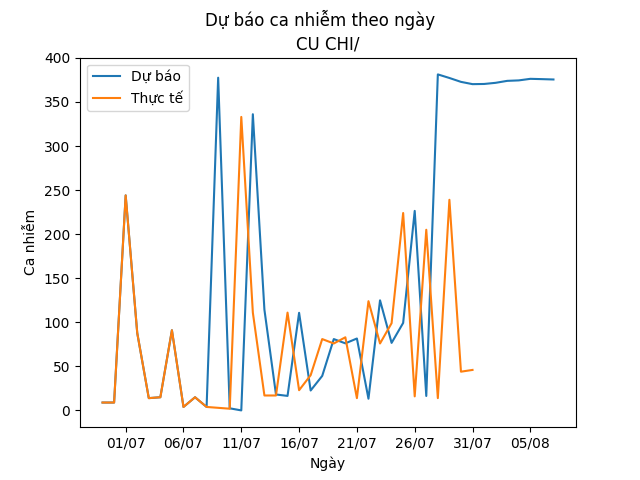 Dự báo ca nhiễm theo ngày
CU CHI/
Dự báo
Thực tế
Ca nhiễm
400
350
300
250
200
150
100
50
0
01/07 06/07 11/07 16/07 21/07 26/07 31/07 05/08
Ngày